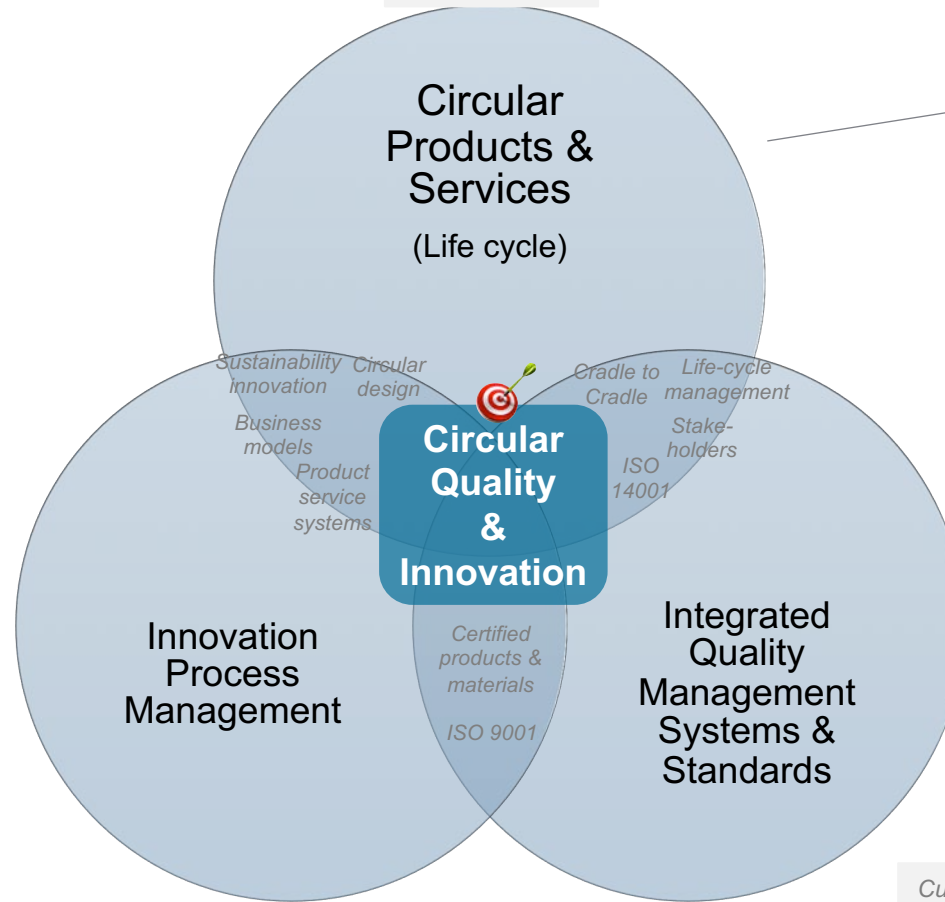 Circular
Products &
Services
(Life cycle)
Sustainability
innovation
Circular
design
Business
models
Product
service
systems
Cradle to
Cradle
Life-cycle
management
Stake-
holders
ISO
14001
Circular
Quality
&
Innovation
Innovation
Process
Management
Certified
products &
materials
ISO 9001
Integrated
Quality
Management
Systems &
Standards